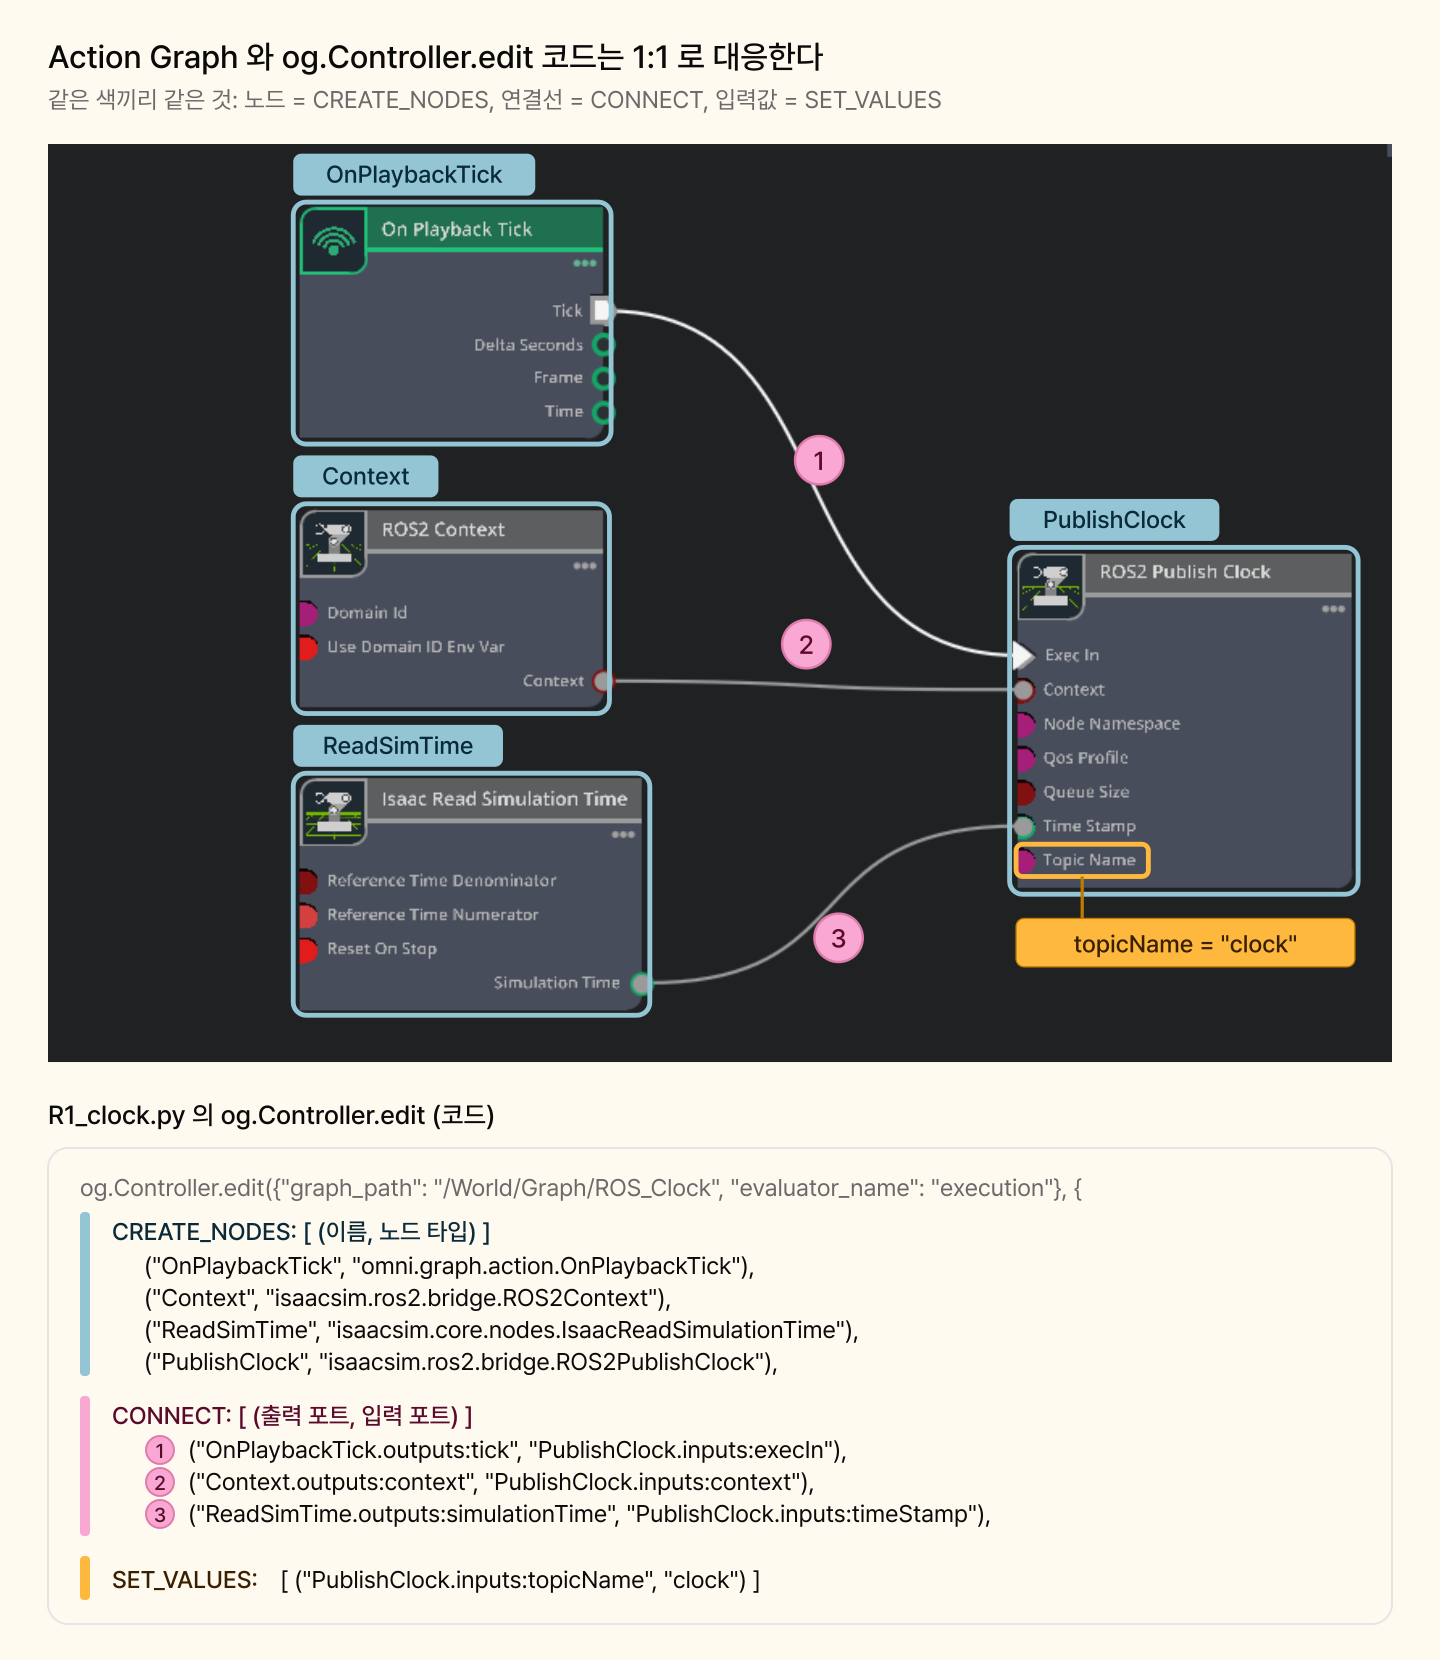 Action Graph 와 og.Controller.edit 코드는 1:1 로 대응한다
같은 색끼리 같은 것: 노드 = CREATE_NODES, 연결선 = CONNECT, 입력값 = SET_VALUES
OnPlaybackTick
On Playback Tick
Tick
Delta Seconds
Frame
Time
1
Context
ROS2 Context
Domain Id
Use Domain ID Env Var
Context
2
PublishClock
ROS2 Publish Clock
Exec In
Context
Node Namespace
Qos Profile
Queue Size
Time Stamp
Topic Name
topicName = "clock"
ReadSimTime
Isaac Read Simulation Time
Reference Time Denominator
Reference Time Numerator
Reset On Stop
Simulation Time
3
R1_clock.py 의 og.Controller.edit (코드)
og.Controller.edit({"graph_path": "/World/Graph/ROS_Clock", "evaluator_name": "execution"}, {
CREATE_NODES: [ (이름, 노드 타입) ]
("OnPlaybackTick", "omni.graph.action.OnPlaybackTick"),
("Context", "isaacsim.ros2.bridge.ROS2Context"),
("ReadSimTime", "isaacsim.core.nodes.IsaacReadSimulationTime"),
("PublishClock", "isaacsim.ros2.bridge.ROS2PublishClock"),
CONNECT: [ (출력 포트, 입력 포트) ]
1 ("OnPlaybackTick.outputs:tick", "PublishClock.inputs:execIn"),
2 ("Context.outputs:context", "PublishClock.inputs:context"),
3 ("ReadSimTime.outputs:simulationTime", "PublishClock.inputs:timeStamp"),
SET_VALUES: [ ("PublishClock.inputs:topicName", "clock") ]